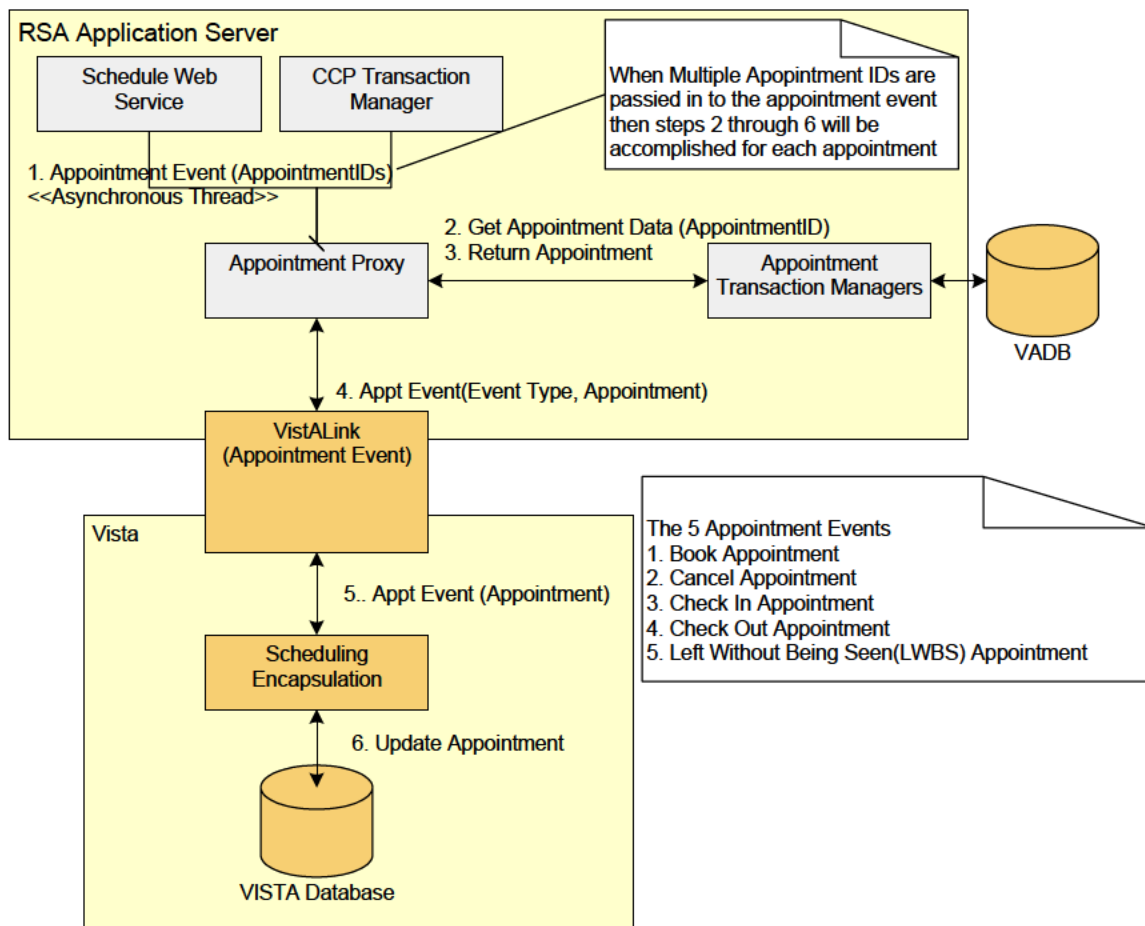 RSA Application Server
Schedule Web
Service
CCP Transaction
Manager
When Multiple Apopintment IDs are
passied in to the appointment event
then steps 2 through 6 will be
accomplished for each appointment
1. Appointment Event (AppointmentIDs)
<<Asynchronous Thread>>
2. Get Appointment Data (AppointmentID)
3. Return Appointment
Appointment Proxy
Appointment
Transaction Managers
VADB
4. Appt Event(Event Type, Appointment)
VistALink
(Appointment Event)
Vista
The 5 Appointment Events
1. Book Appointment
2. Cancel Appointment
3. Check In Appointment
4. Check Out Appointment
5. Left Without Being Seen(LWBS) Appointment
5.. Appt Event (Appointment)
Scheduling
Encapsulation
6. Update Appointment
VISTA Database